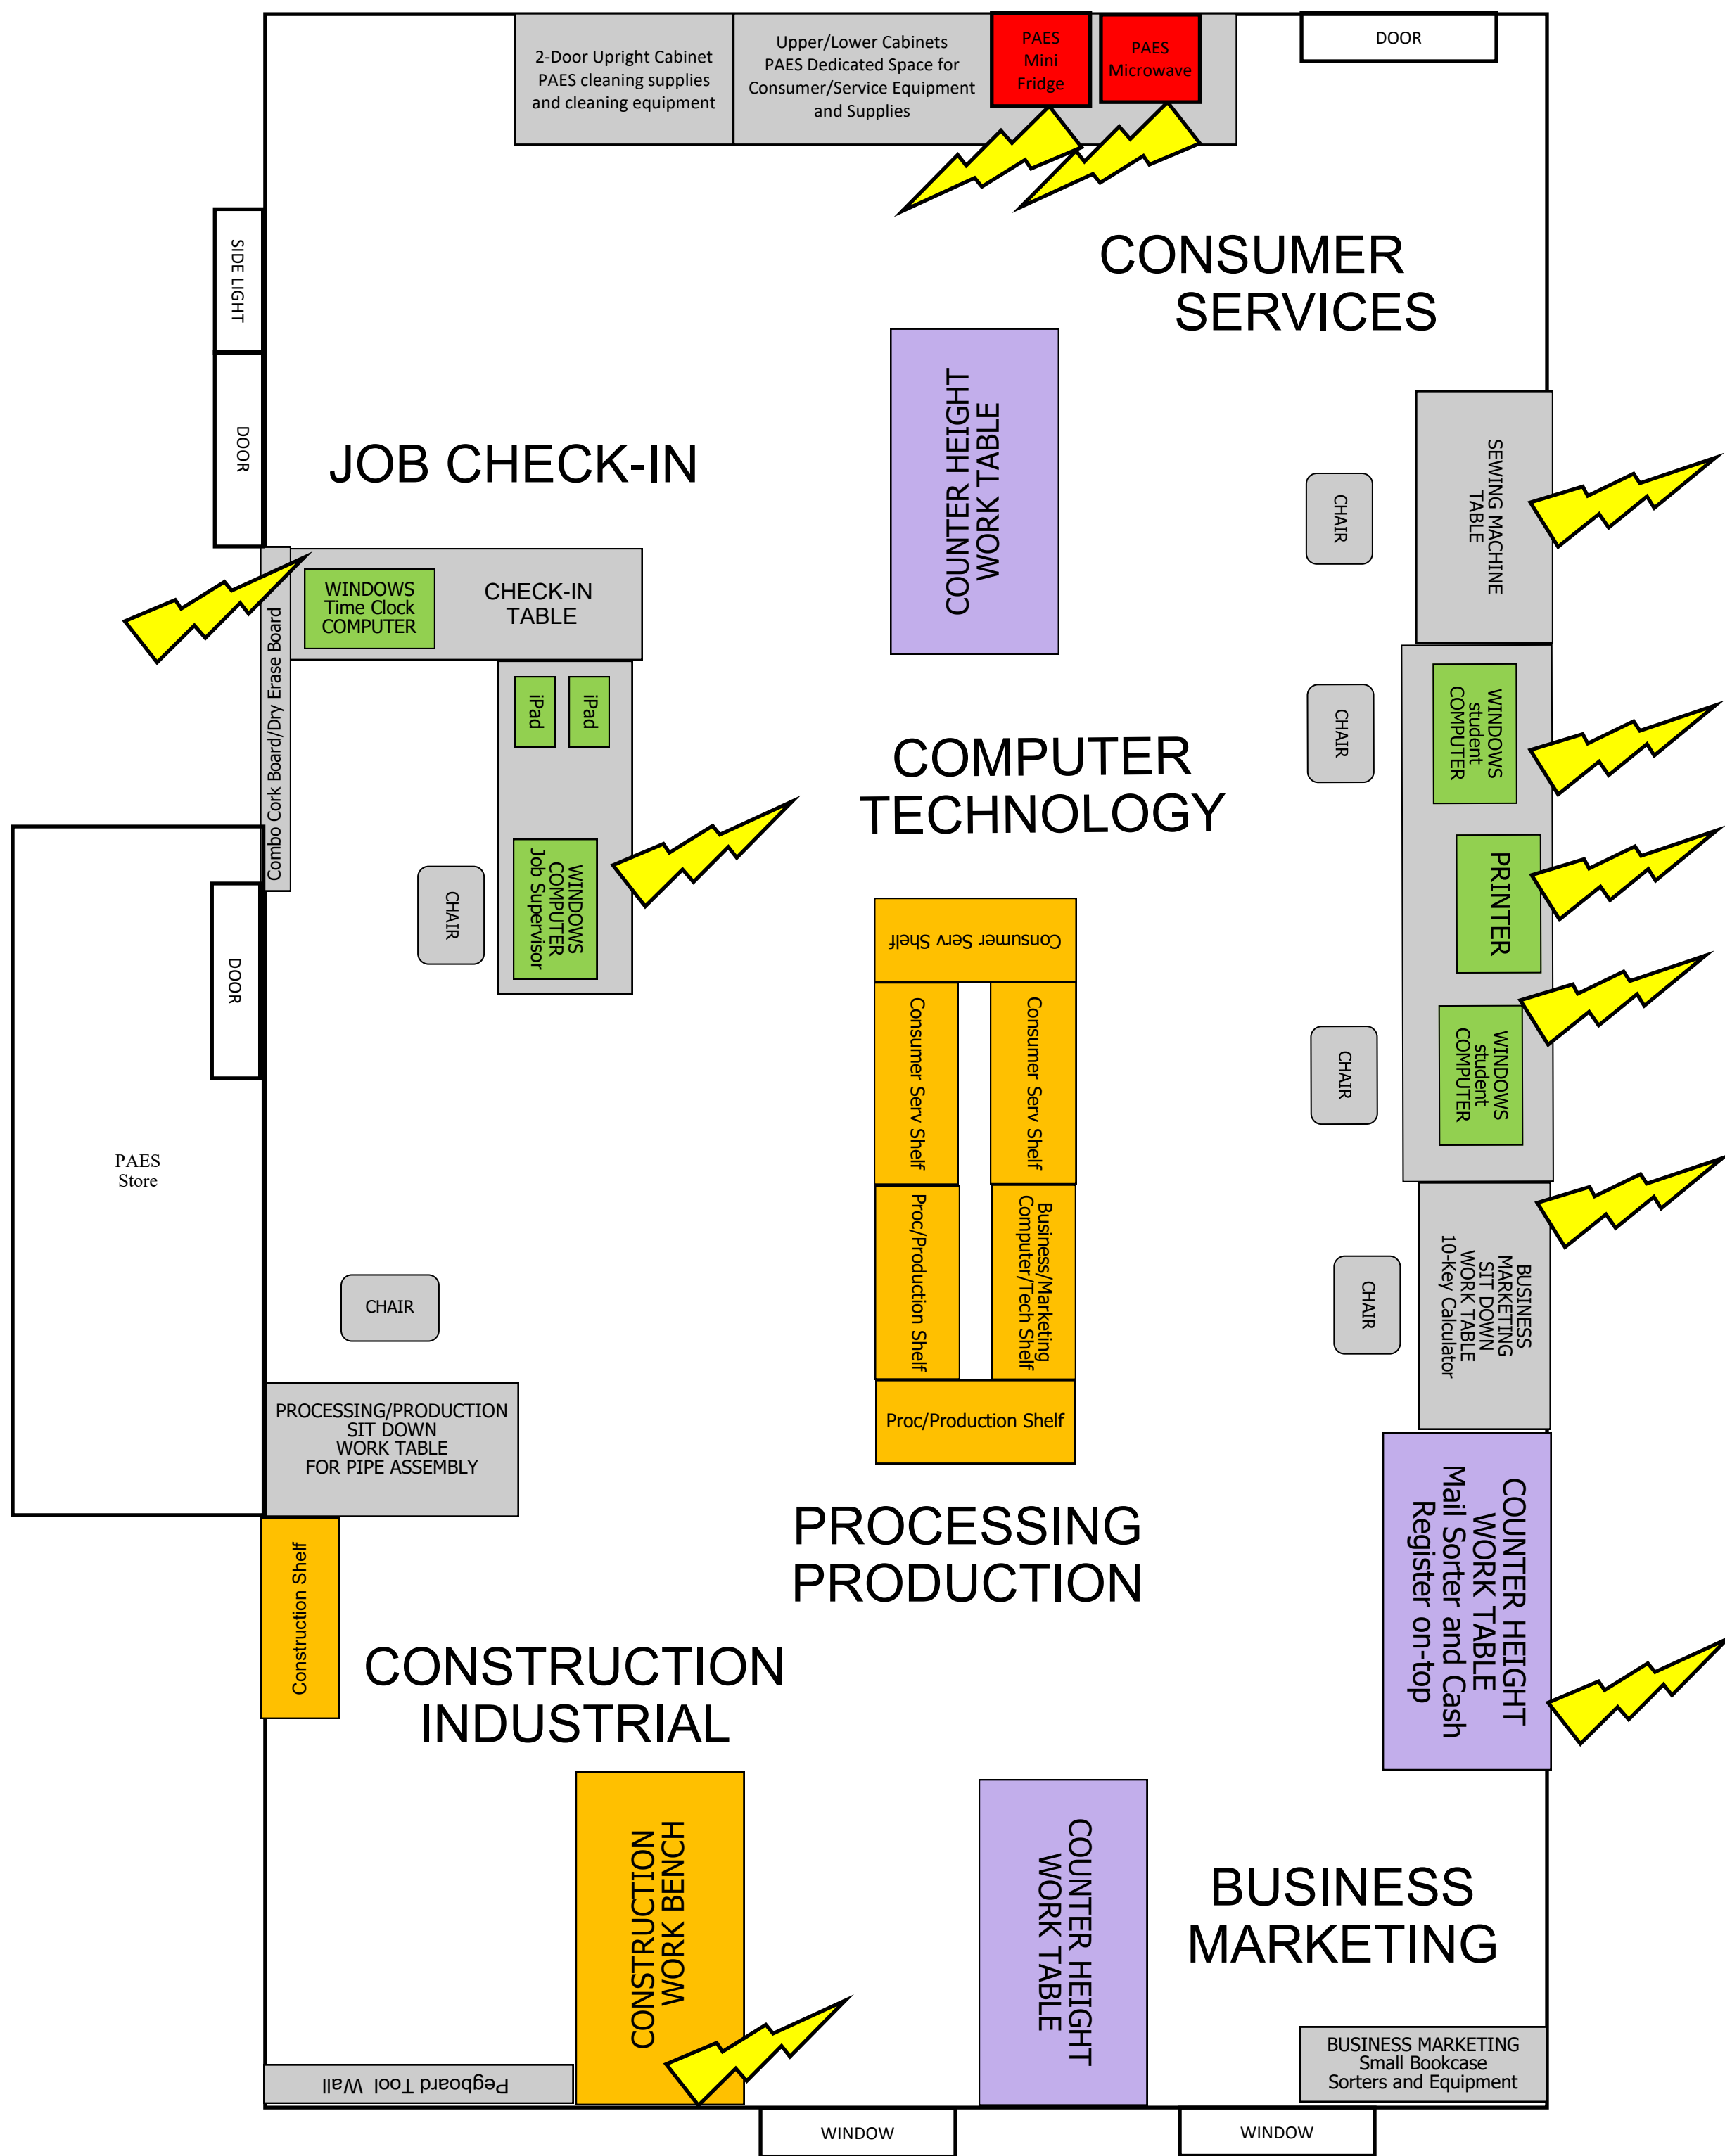 2-Door Upright Cabinet
PAES cleaning supplies
and cleaning equipment
Upper/Lower Cabinets
PAES Dedicated Space for
Consumer/Service Equipment
and Supplies
PAES
Mini
Fridge
PAES
Microwave
DOOR
SIDE LIGHT
DOOR
CONSUMER
SERVICES
JOB CHECK-IN
COUNTER HEIGHT
WORK TABLE
CHAIR
SEWING MACHINE
TABLE
WINDOWS
Time Clock
COMPUTER
CHECK-IN
TABLE
Combo Cork Board/Dry Erase Board
iPad
iPad
WINDOWS
COMPUTER
Job Supervisor
CHAIR
COMPUTER
TECHNOLOGY
CHAIR
WINDOWS
student
COMPUTER
PRINTER
CHAIR
WINDOWS
student
COMPUTER
DOOR
PAES
Store
Consumer Serv Shelf
Consumer Serv Shelf
Consumer Serv Shelf
Proc/Production Shelf
Business/Marketing
Computer/Tech Shelf
Proc/Production Shelf
CHAIR
BUSINESS
MARKETING
SIT DOWN
WORK TABLE
10-Key Calculator
CHAIR
PROCESSING/PRODUCTION
SIT DOWN
WORK TABLE
FOR PIPE ASSEMBLY
PROCESSING
PRODUCTION
COUNTER HEIGHT
WORK TABLE
Mail Sorter and Cash
Register on-top
Construction Shelf
CONSTRUCTION
INDUSTRIAL
CONSTRUCTION
WORK BENCH
COUNTER HEIGHT
WORK TABLE
BUSINESS
MARKETING
Pegboard Tool Wall
BUSINESS MARKETING
Small Bookcase
Sorters and Equipment
WINDOW
WINDOW